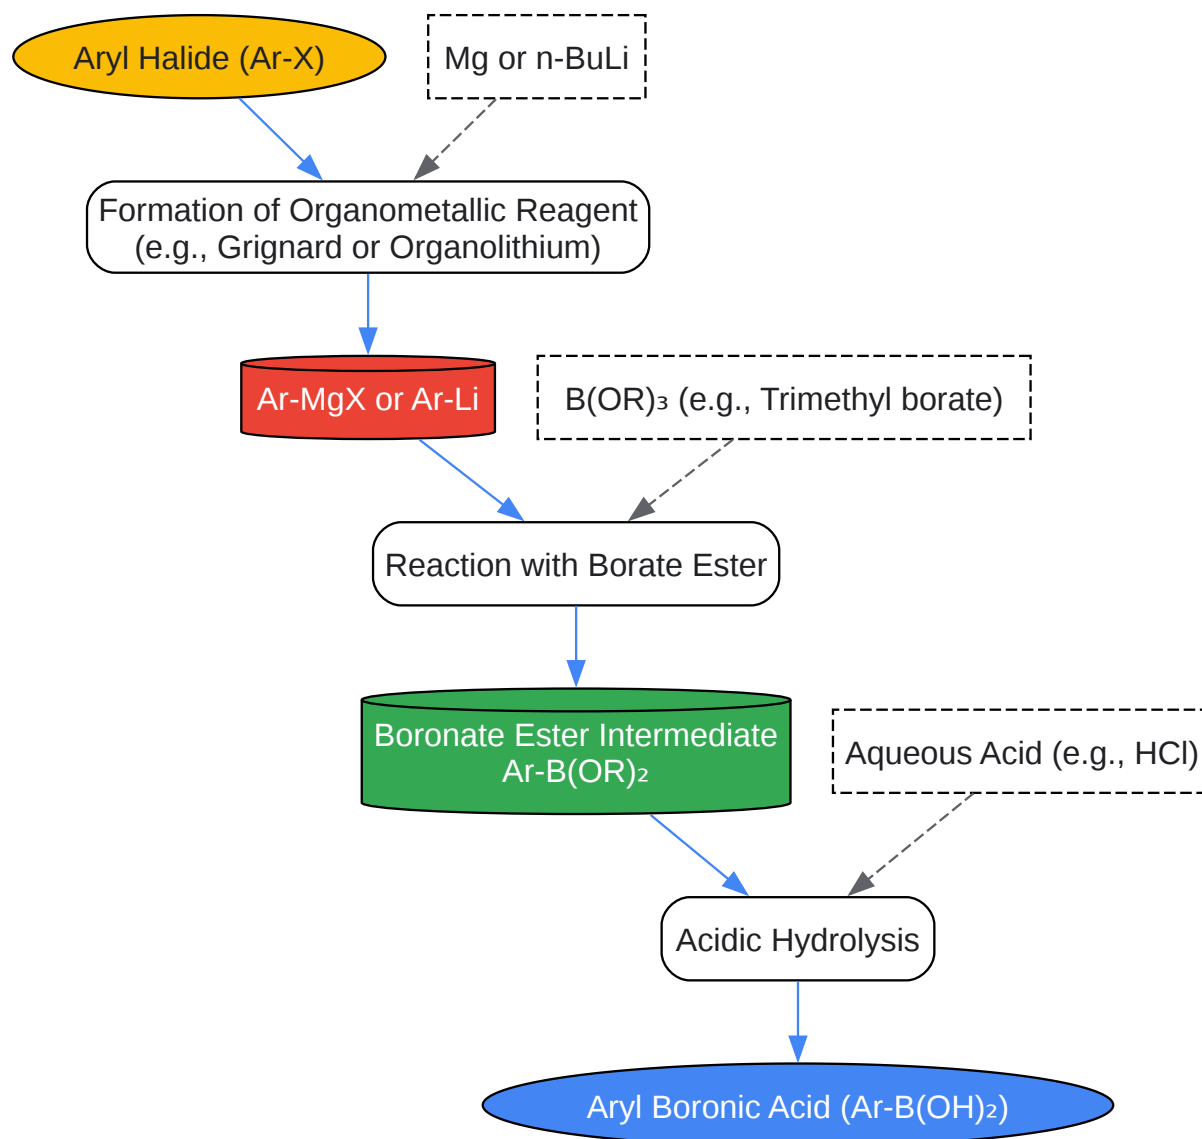 Aryl Halide (Ar-X)
Mg or n-BuLi
Formation of Organometallic Reagent
(e.g., Grignard or Organolithium)
Ar-MgX or Ar-Li
B(OR)₃ (e.g., Trimethyl borate)
Reaction with Borate Ester
Boronate Ester Intermediate
Ar-B(OR)₂
Aqueous Acid (e.g., HCl)
Acidic Hydrolysis
Aryl Boronic Acid (Ar-B(OH)₂)